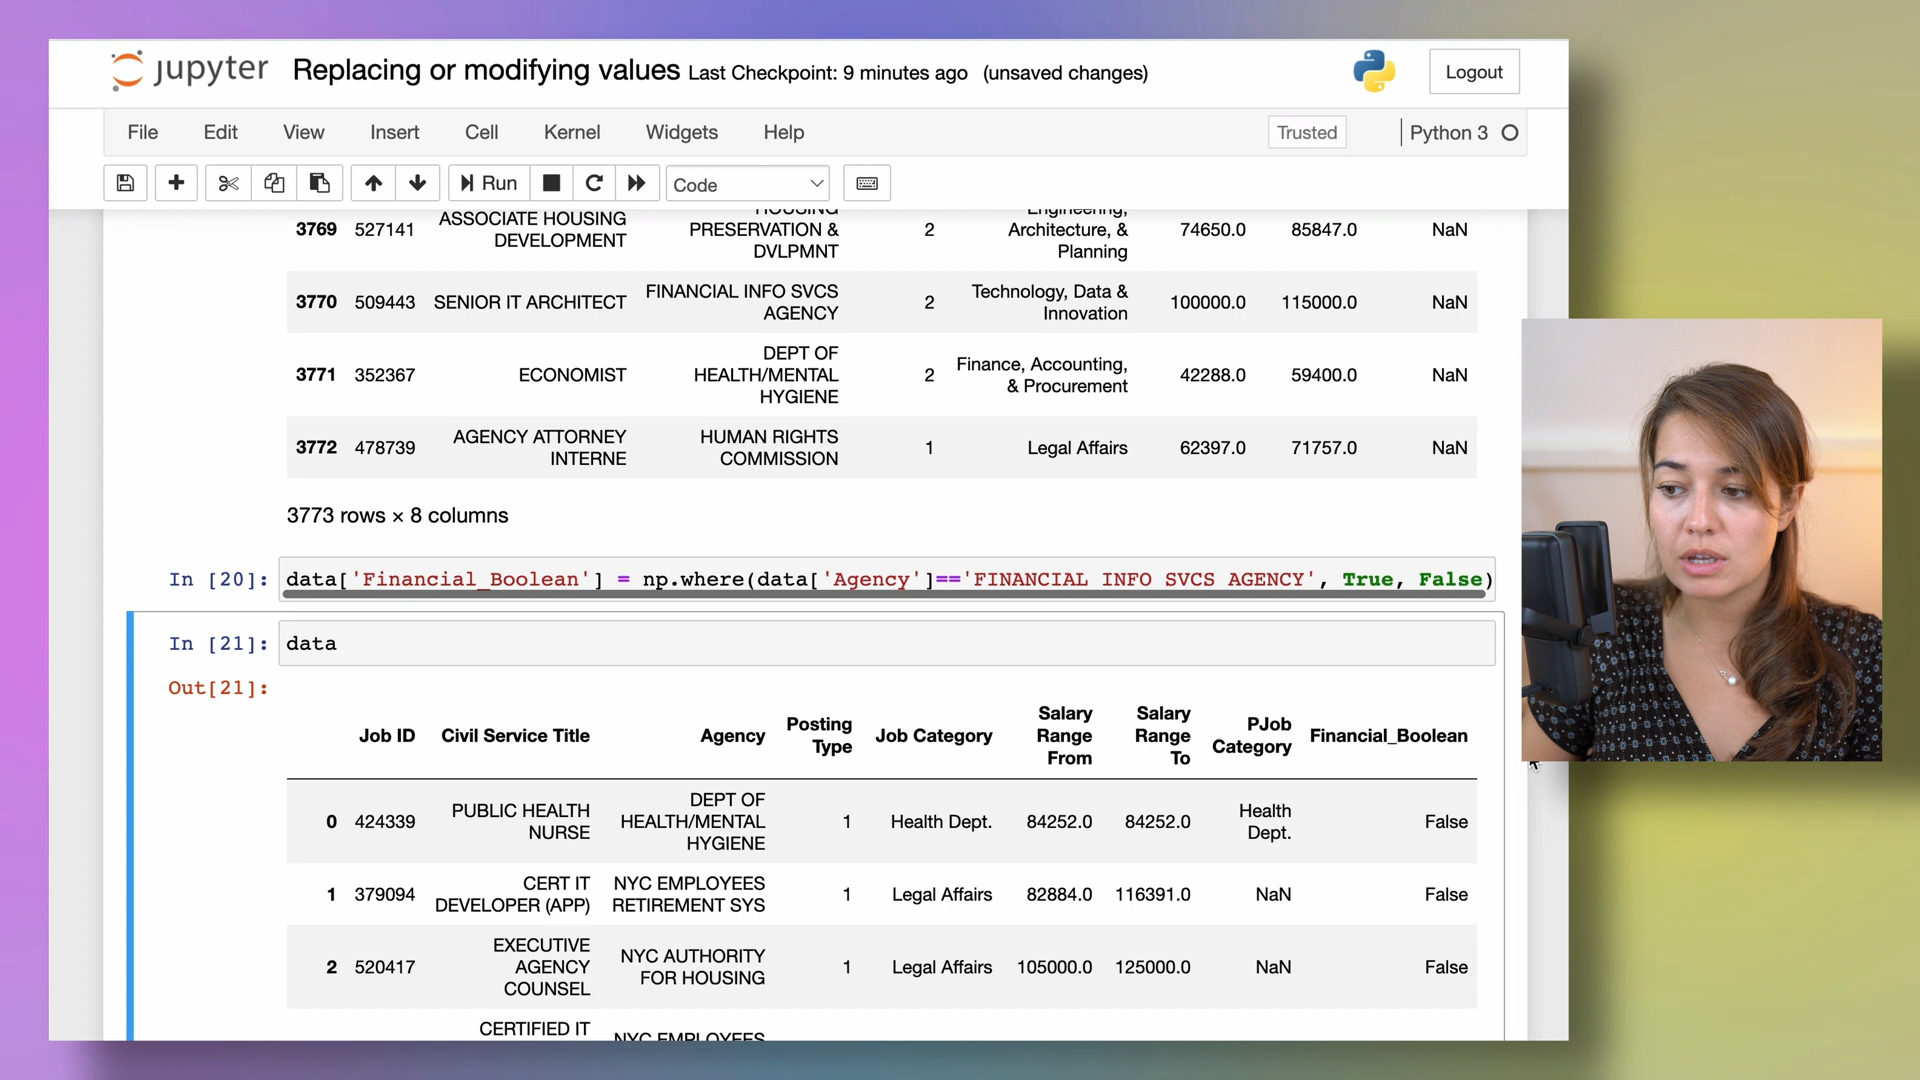 jupyter Replacing or modifying values Last Checkpoint: 9 minutes ago (unsaved changes) Logout
File Edit View Insert Cell Kernel Widgets Help Trusted Python 3
Run Code
3769 527141 ASSOCIATE HOUSING DEVELOPMENT HOUSING PRESERVATION & DVLPMNT 2 Engineering, Architecture, & Planning 74650.0 85847.0 NaN
3770 509443 SENIOR IT ARCHITECT FINANCIAL INFO SVCS AGENCY 2 Technology, Data & Innovation 100000.0 115000.0 NaN
3771 352367 ECONOMIST DEPT OF HEALTH/MENTAL HYGIENE 2 Finance, Accounting, & Procurement 42288.0 59400.0 NaN
3772 478739 AGENCY ATTORNEY INTERNE HUMAN RIGHTS COMMISSION 1 Legal Affairs 62397.0 71757.0 NaN
3773 rows × 8 columns
In [20]: data['Financial_Boolean'] = np.where(data['Agency']=='FINANCIAL INFO SVCS AGENCY', True, False)
In [21]: data
Out[21]:
Job ID Civil Service Title Agency Posting Type Job Category Salary Range From Salary Range To PJob Category Financial_Boolean
0 424339 PUBLIC HEALTH NURSE DEPT OF HEALTH/MENTAL HYGIENE 1 Health Dept. 84252.0 84252.0 Health Dept. False
1 379094 CERT IT DEVELOPER (APP) NYC EMPLOYEES RETIREMENT SYS 1 Legal Affairs 82884.0 116391.0 NaN False
2 520417 EXECUTIVE AGENCY COUNSEL NYC AUTHORITY FOR HOUSING 1 Legal Affairs 105000.0 125000.0 NaN False
CERTIFIED IT NYC EMPLOYEES